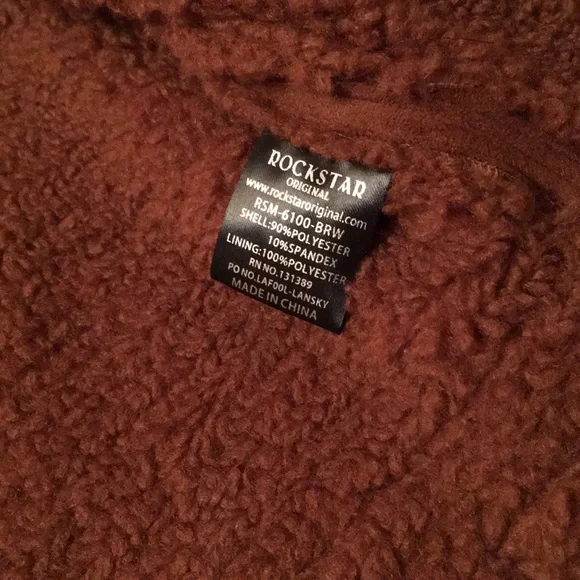 ROCKSTAR
ORIGINAL
www.rockstaroriginal.com
RSM-6100-BRW
SHELL:90%POLYESTER
10%SPANDEX
LINING:100%POLYESTER
RN NO.131389
PO NO.LAF00L-LANSKY
MADE IN CHINA